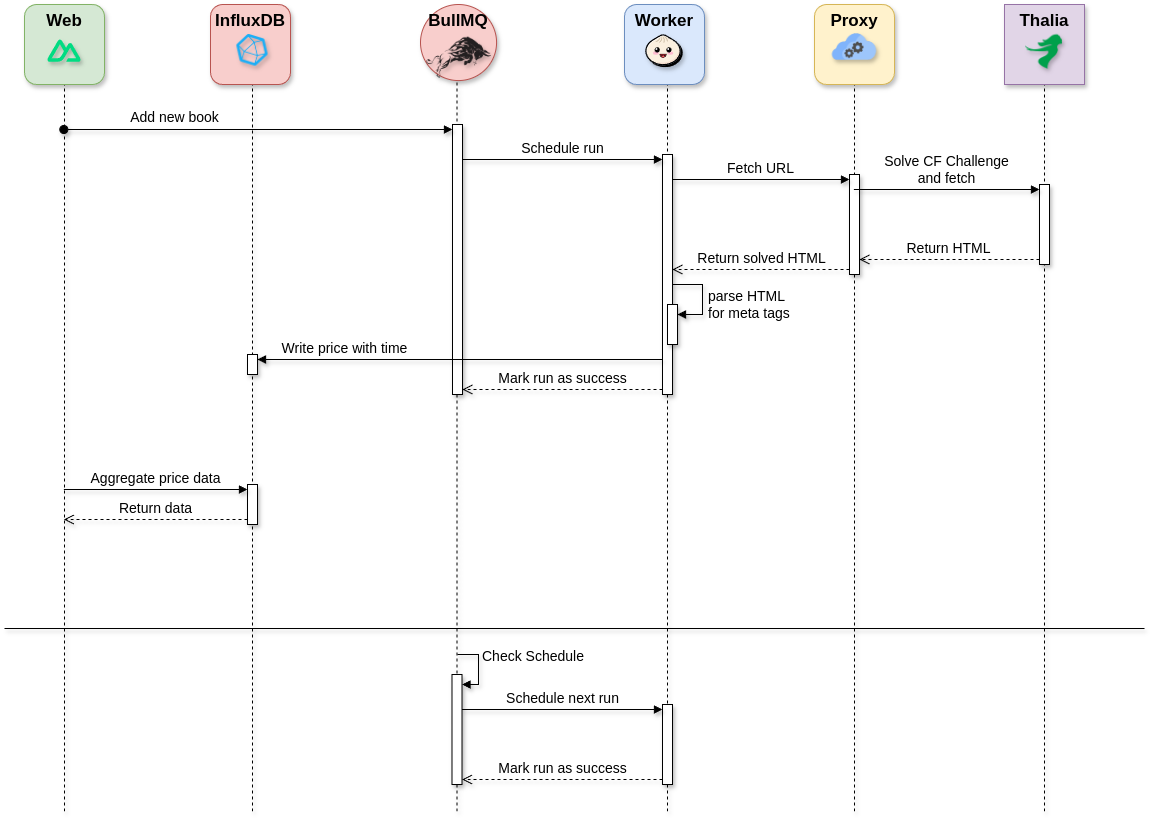 Web
InfluxDB
BullMQ
Worker
Proxy
Thalia
Add new book
Schedule run
Fetch URL
Solve CF Challenge
and fetch
Return HTML
Return solved HTML
parse HTML
for meta tags
Write price with time
Mark run as success
Aggregate price data
Return data
Check Schedule
Schedule next run
Mark run as success